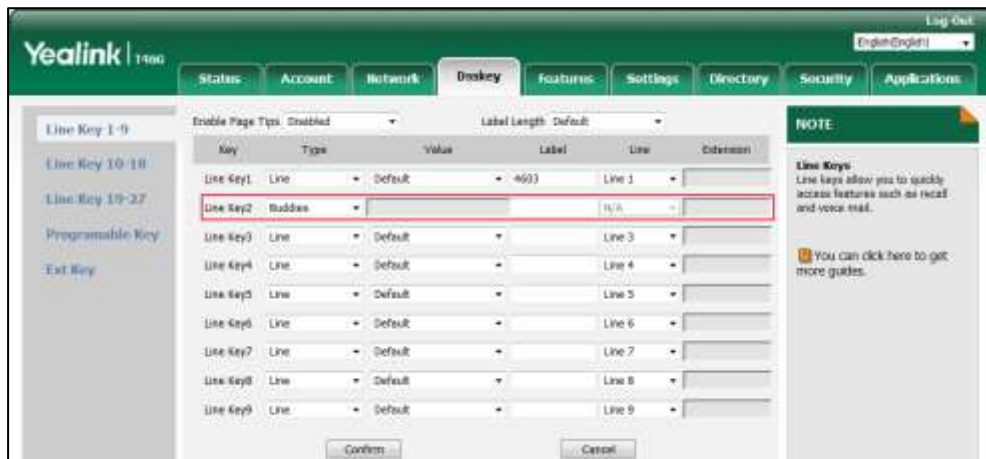 Log Out
English(English)
Yealink T46G
Status Account Network Dsskey Features Settings Directory Security Applications
Line Key 1-9
Line Key 10-18
Line Key 19-27
Programable Key
Ext Key
Enable Page Tips Disabled Label Length Default
Key Type Value Label Line Extension
Line Key1 Line Default 4603 Line 1
Line Key2 Buddies N/A
Line Key3 Line Default Line 3
Line Key4 Line Default Line 4
Line Key5 Line Default Line 5
Line Key6 Line Default Line 6
Line Key7 Line Default Line 7
Line Key8 Line Default Line 8
Line Key9 Line Default Line 9
Confirm Cancel
NOTE
Line Keys
Line keys allow you to quickly
access features such as recall
and voice mail.
You can click here to get
more guides.